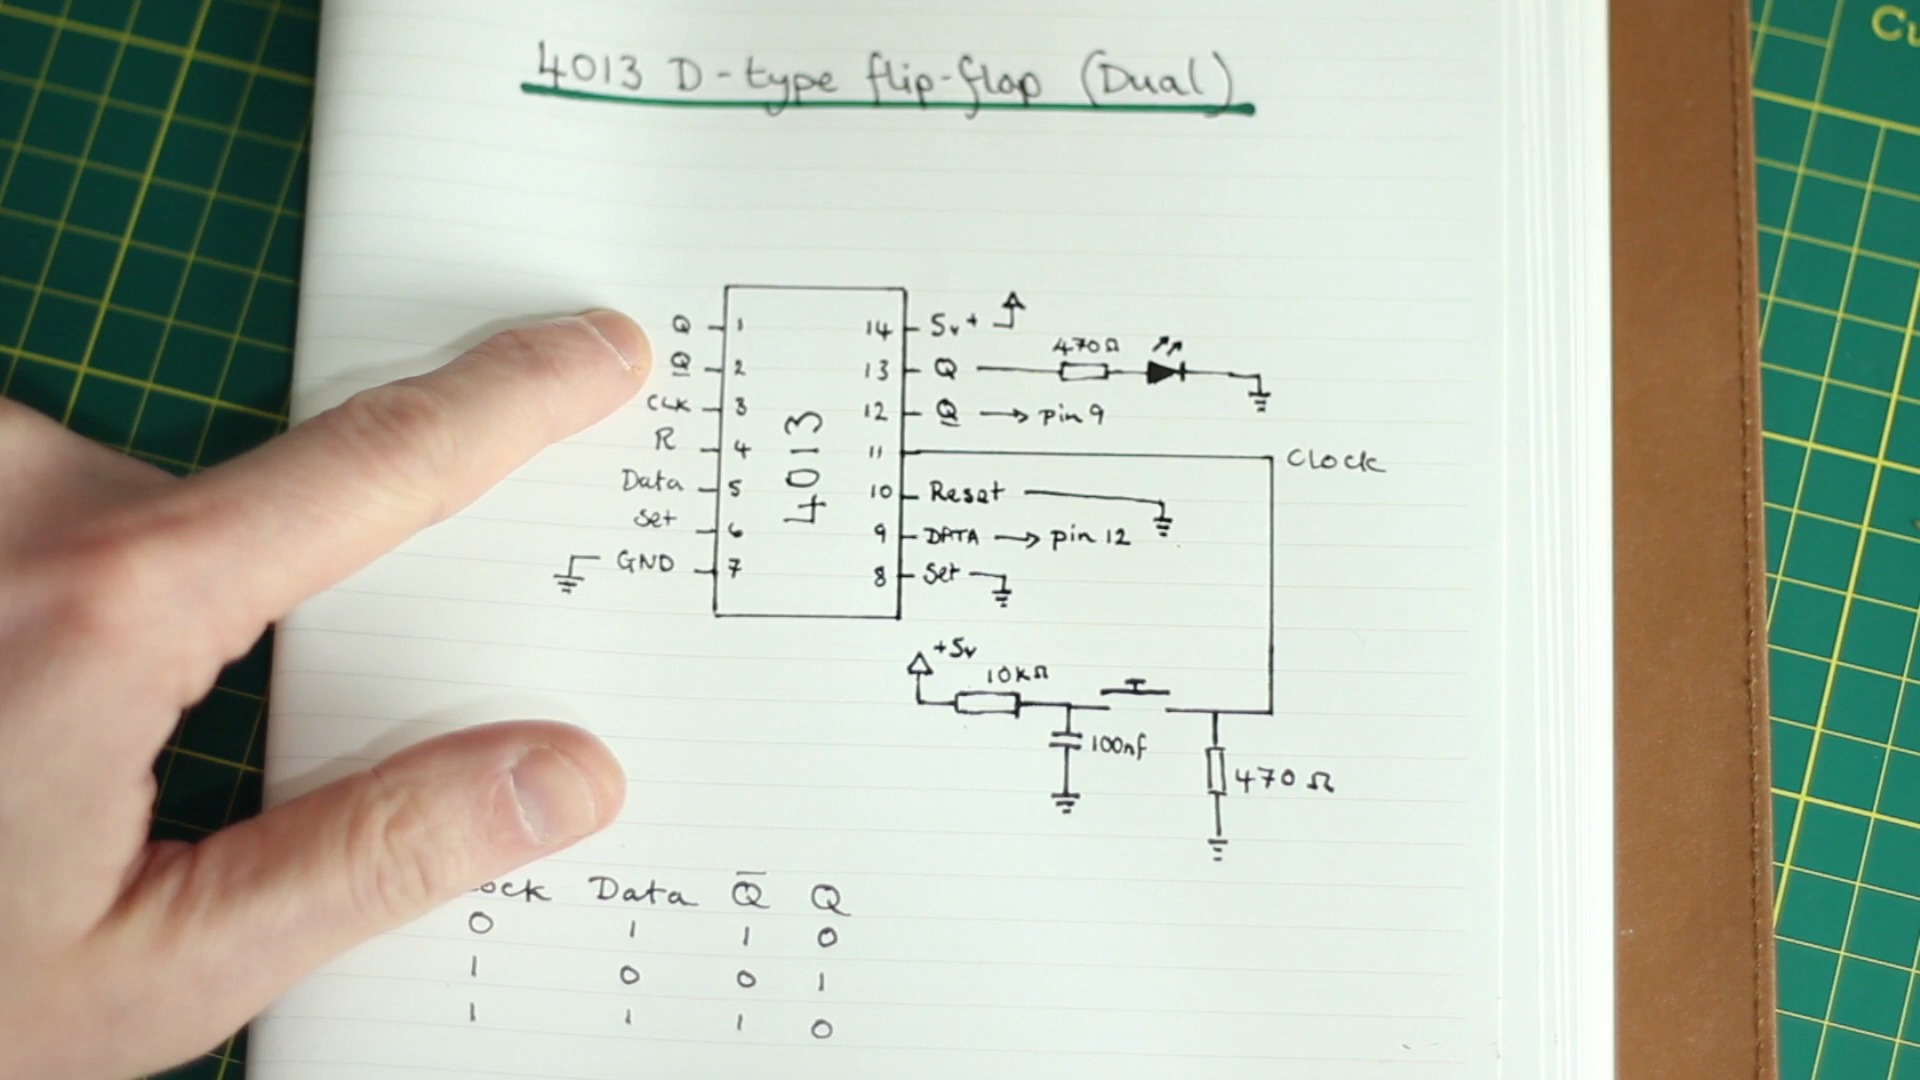 4013 D-type flip-flop (Dual)
Q 1 14 5v+
Q 2 13 Q 470Ω
CLK 3 12 Q → pin 9
R 4 11 Clock
Data 5 10 Reset
Set 6 9 DATA → pin 12
GND 7 8 Set
4013
+5v
10kΩ
100nf
470Ω
Data Q̅ Q
0 1 1 0
1 0 0 1
1 1 1 0